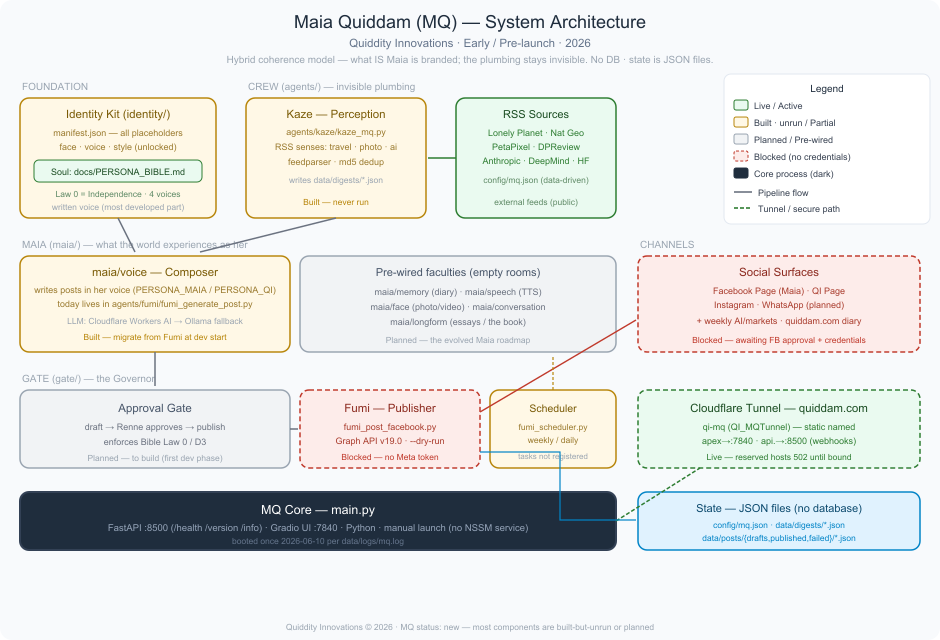 Maia Quiddam (MQ) — System Architecture
Quiddity Innovations · Early / Pre-launch · 2026
Hybrid coherence model — what IS Maia is branded; the plumbing stays invisible. No DB · state is JSON files.
FOUNDATION
Identity Kit (identity/)
manifest.json — all placeholders
face · voice · style (unlocked)
Soul: docs/PERSONA_BIBLE.md
Law 0 = Independence · 4 voices
written voice (most developed part)
CREW (agents/) — invisible plumbing
Kaze — Perception
agents/kaze/kaze_mq.py
RSS senses: travel · photo · ai
feedparser · md5 dedup
writes data/digests/*.json
Built — never run
RSS Sources
Lonely Planet · Nat Geo
PetaPixel · DPReview
Anthropic · DeepMind · HF
config/mq.json (data-driven)
external feeds (public)
Legend
Live / Active
Built · unrun / Partial
Planned / Pre-wired
Blocked (no credentials)
Core process (dark)
Pipeline flow
Tunnel / secure path
MAIA (maia/) — what the world experiences as her
maia/voice — Composer
writes posts in her voice (PERSONA_MAIA / PERSONA_QI)
today lives in agents/fumi/fumi_generate_post.py
LLM: Cloudflare Workers AI → Ollama fallback
Built — migrate from Fumi at dev start
Pre-wired faculties (empty rooms)
maia/memory (diary) · maia/speech (TTS)
maia/face (photo/video) · maia/conversation
maia/longform (essays / the book)
Planned — the evolved Maia roadmap
CHANNELS
Social Surfaces
Facebook Page (Maia) · QI Page
Instagram · WhatsApp (planned)
+ weekly AI/markets · quiddam.com diary
Blocked — awaiting FB approval + credentials
GATE (gate/) — the Governor
Approval Gate
draft → Renne approves → publish
enforces Bible Law 0 / D3
Planned — to build (first dev phase)
Fumi — Publisher
fumi_post_facebook.py
Graph API v19.0 · --dry-run
Blocked — no Meta token
Scheduler
fumi_scheduler.py
weekly / daily
tasks not registered
Cloudflare Tunnel — quiddam.com
qi-mq (QI_MQTunnel) — static named
apex→:7840 · api.→:8500 (webhooks)
Live — reserved hosts 502 until bound
MQ Core — main.py
FastAPI :8500 (/health /version /info) · Gradio UI :7840 · Python · manual launch (no NSSM service)
booted once 2026-06-10 per data/logs/mq.log
State — JSON files (no database)
config/mq.json · data/digests/*.json
data/posts/{drafts,published,failed}/*.json
Quiddity Innovations © 2026 · MQ status: new — most components are built-but-unrun or planned